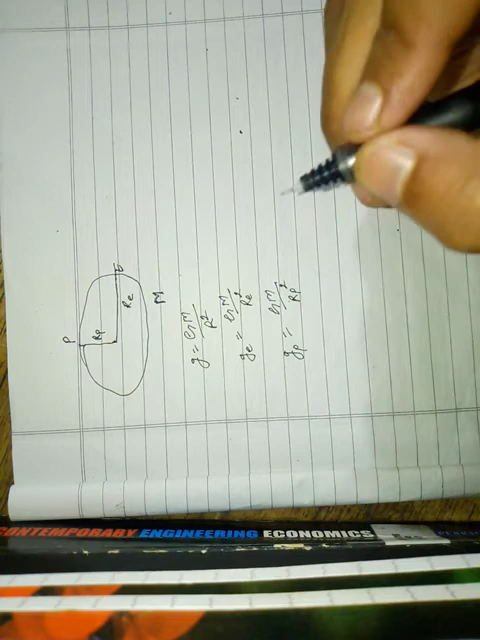 P
Rp
E
Re
M
g = GM/R²
ge = GM/Re²
gp = GM/Rp²
CONTEMPORARY ENGINEERING ECONOMICS